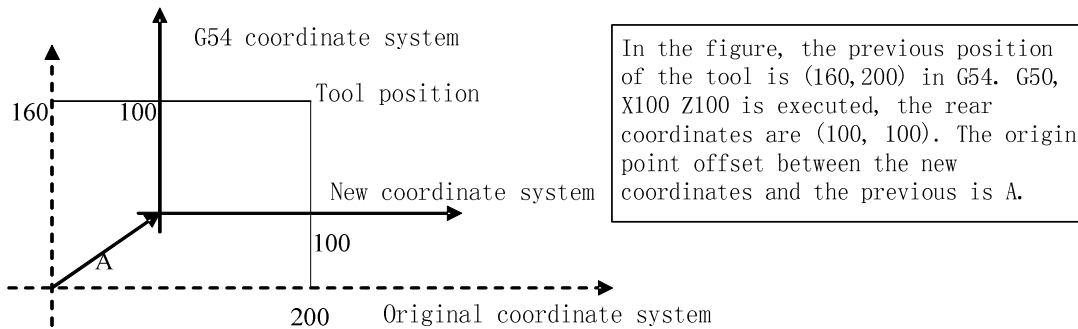 G54 coordinate system
160
100
Tool position
New coordinate system
100
A
200
Original coordinate system
In the figure, the previous position
of the tool is (160,200) in G54. G50,
X100 Z100 is executed, the rear
coordinates are (100, 100). The origin
point offset between the new
coordinates and the previous is A.